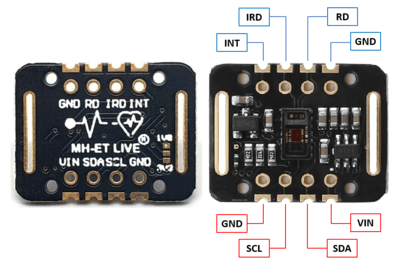 IRD RD
INT GND
GND RD IRD INT
MH-ET LIVE
VIN SDA SCL GND
1V8
3V3
GND VIN
SCL SDA